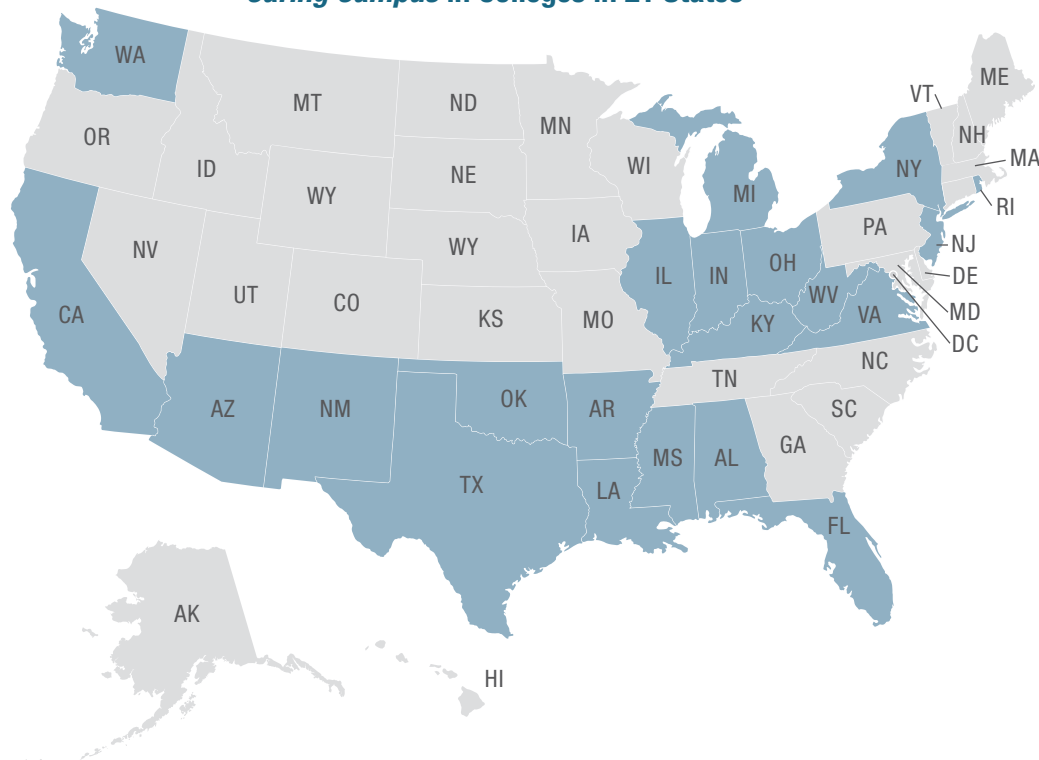 Caring Campus in Colleges in 21 States
WA
MT
ND
MN
ME
VT
OR
ID
WY
NE
WI
MI
NY
NH
MA
RI
NV
UT
CO
WY
IA
IL
IN
OH
PA
NJ
DE
MD
DC
CA
KS
MO
KY
WV
VA
AZ
NM
OK
AR
TN
NC
SC
TX
LA
MS
AL
GA
FL
AK
HI